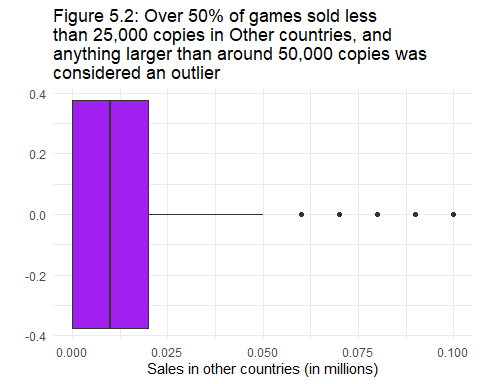 Figure 5.2: Over 50% of games sold less
than 25,000 copies in Other countries, and
anything larger than around 50,000 copies was
considered an outlier
0.4
0.2
0.0
-0.2
-0.4
0.000 0.025 0.050 0.075 0.100
Sales in other countries (in millions)